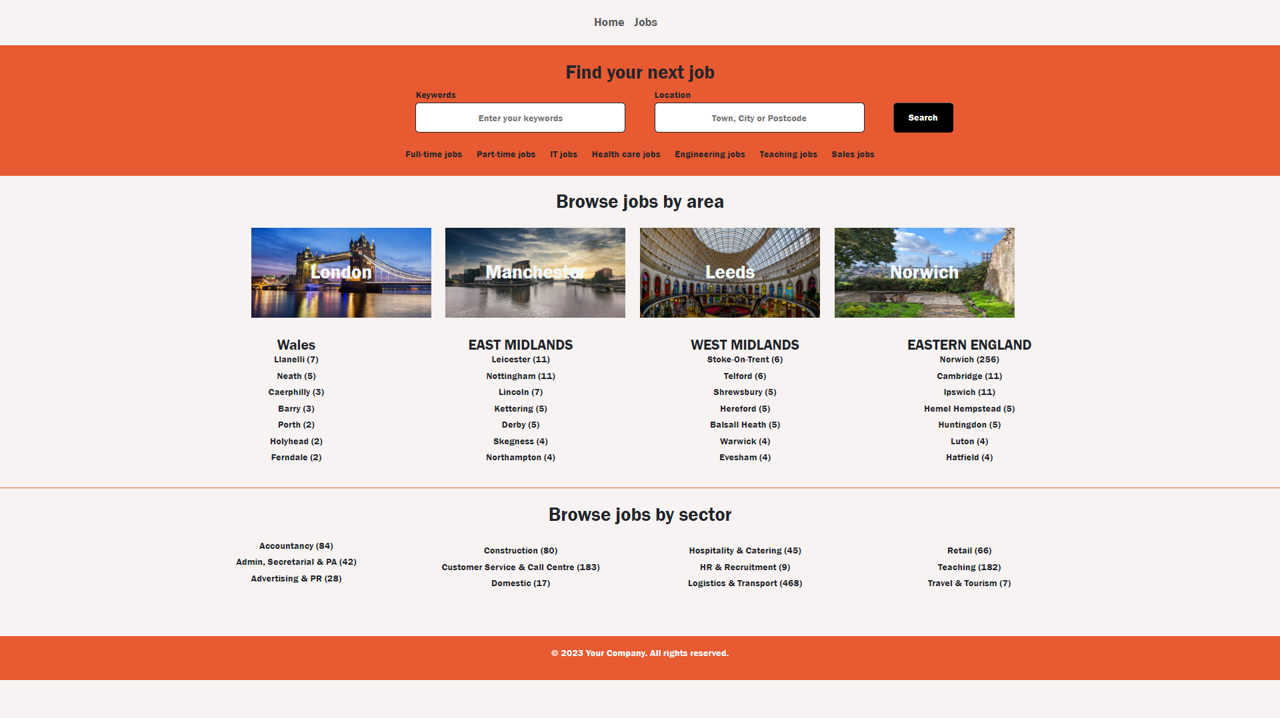 Home Jobs
Find your next job
Keywords Location
Enter your keywords Town, City or Postcode Search
Full-time jobs Part-time jobs IT jobs Health care jobs Engineering jobs Teaching jobs Sales jobs
Browse jobs by area
London Manchester Leeds Norwich
Wales
Llanelli (7)
Neath (5)
Caerphilly (3)
Barry (3)
Porth (2)
Holyhead (2)
Ferndale (2)
EAST MIDLANDS
Leicester (11)
Nottingham (11)
Lincoln (7)
Kettering (5)
Derby (5)
Skegness (4)
Northampton (4)
WEST MIDLANDS
Stoke-On-Trent (6)
Telford (6)
Shrewsbury (5)
Hereford (5)
Balsall Heath (5)
Warwick (4)
Evesham (4)
EASTERN ENGLAND
Norwich (256)
Cambridge (11)
Ipswich (11)
Hemel Hempstead (5)
Huntingdon (5)
Luton (4)
Hatfield (4)
Browse jobs by sector
Accountancy (84)
Admin, Secretarial & PA (42)
Advertising & PR (28)
Construction (80)
Customer Service & Call Centre (183)
Domestic (17)
Hospitality & Catering (45)
HR & Recruitment (9)
Logistics & Transport (468)
Retail (66)
Teaching (182)
Travel & Tourism (7)
© 2023 Your Company. All rights reserved.